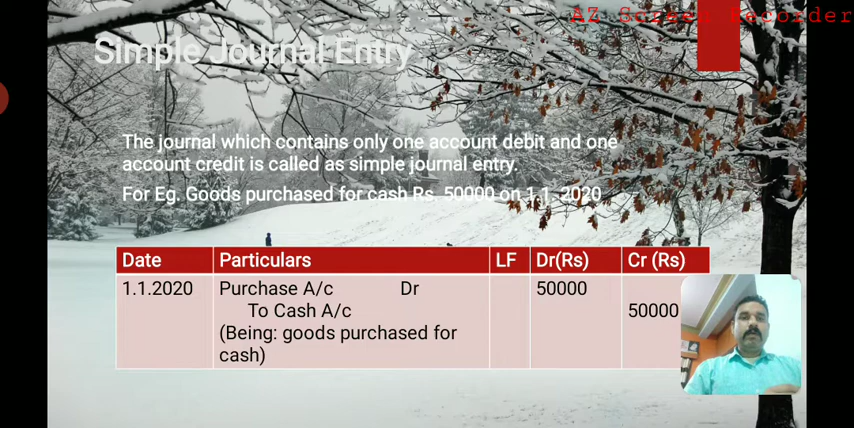 AZ Screen Recorder
Simple Journal Entry
The journal which contains only one account debit and one
account credit is called as simple journal entry.
For Eg. Goods purchased for cash Rs. 50000 on 1.1. 2020
Date Particulars LF Dr(Rs) Cr (Rs)
1.1.2020 Purchase A/c Dr 50000
To Cash A/c 50000
(Being: goods purchased for
cash)